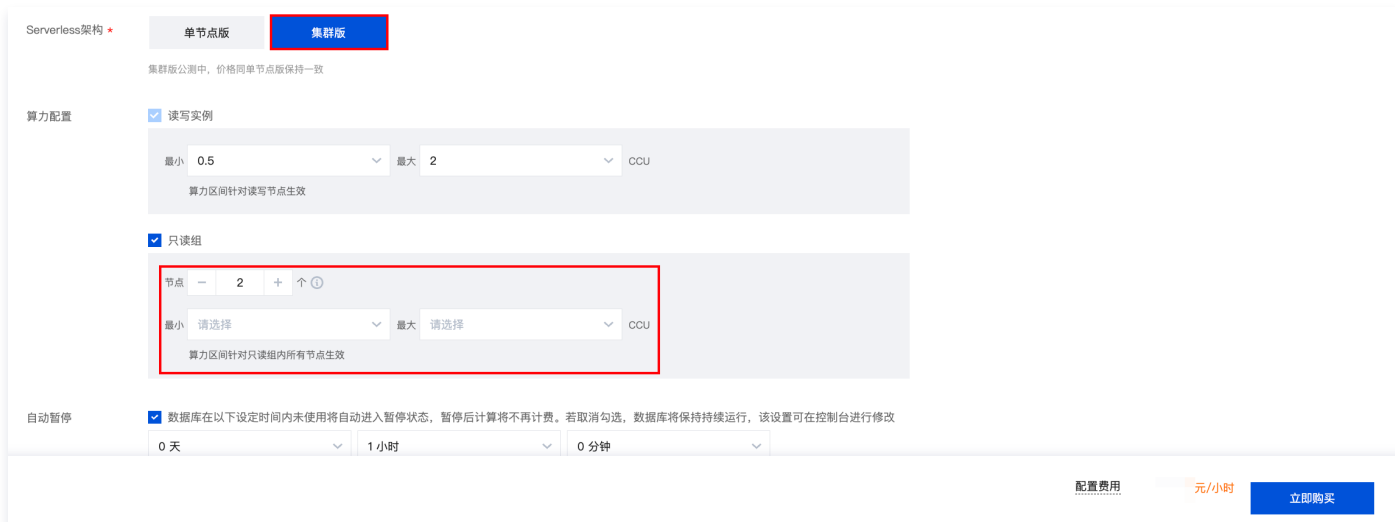 Serverless架构 * 单节点版 集群版
集群版公测中，价格同单节点版保持一致
算力配置 读写实例
最小 0.5 最大 2 CCU
算力区间针对读写节点生效
只读组
节点 − 2 + 个
最小 请选择 最大 请选择 CCU
算力区间针对只读组内所有节点生效
自动暂停 数据库在以下设定时间内未使用将自动进入暂停状态，暂停后计算将不再计费。若取消勾选，数据库将保持持续运行，该设置可在控制台进行修改
0 天 1 小时 0 分钟
配置费用 元/小时 立即购买